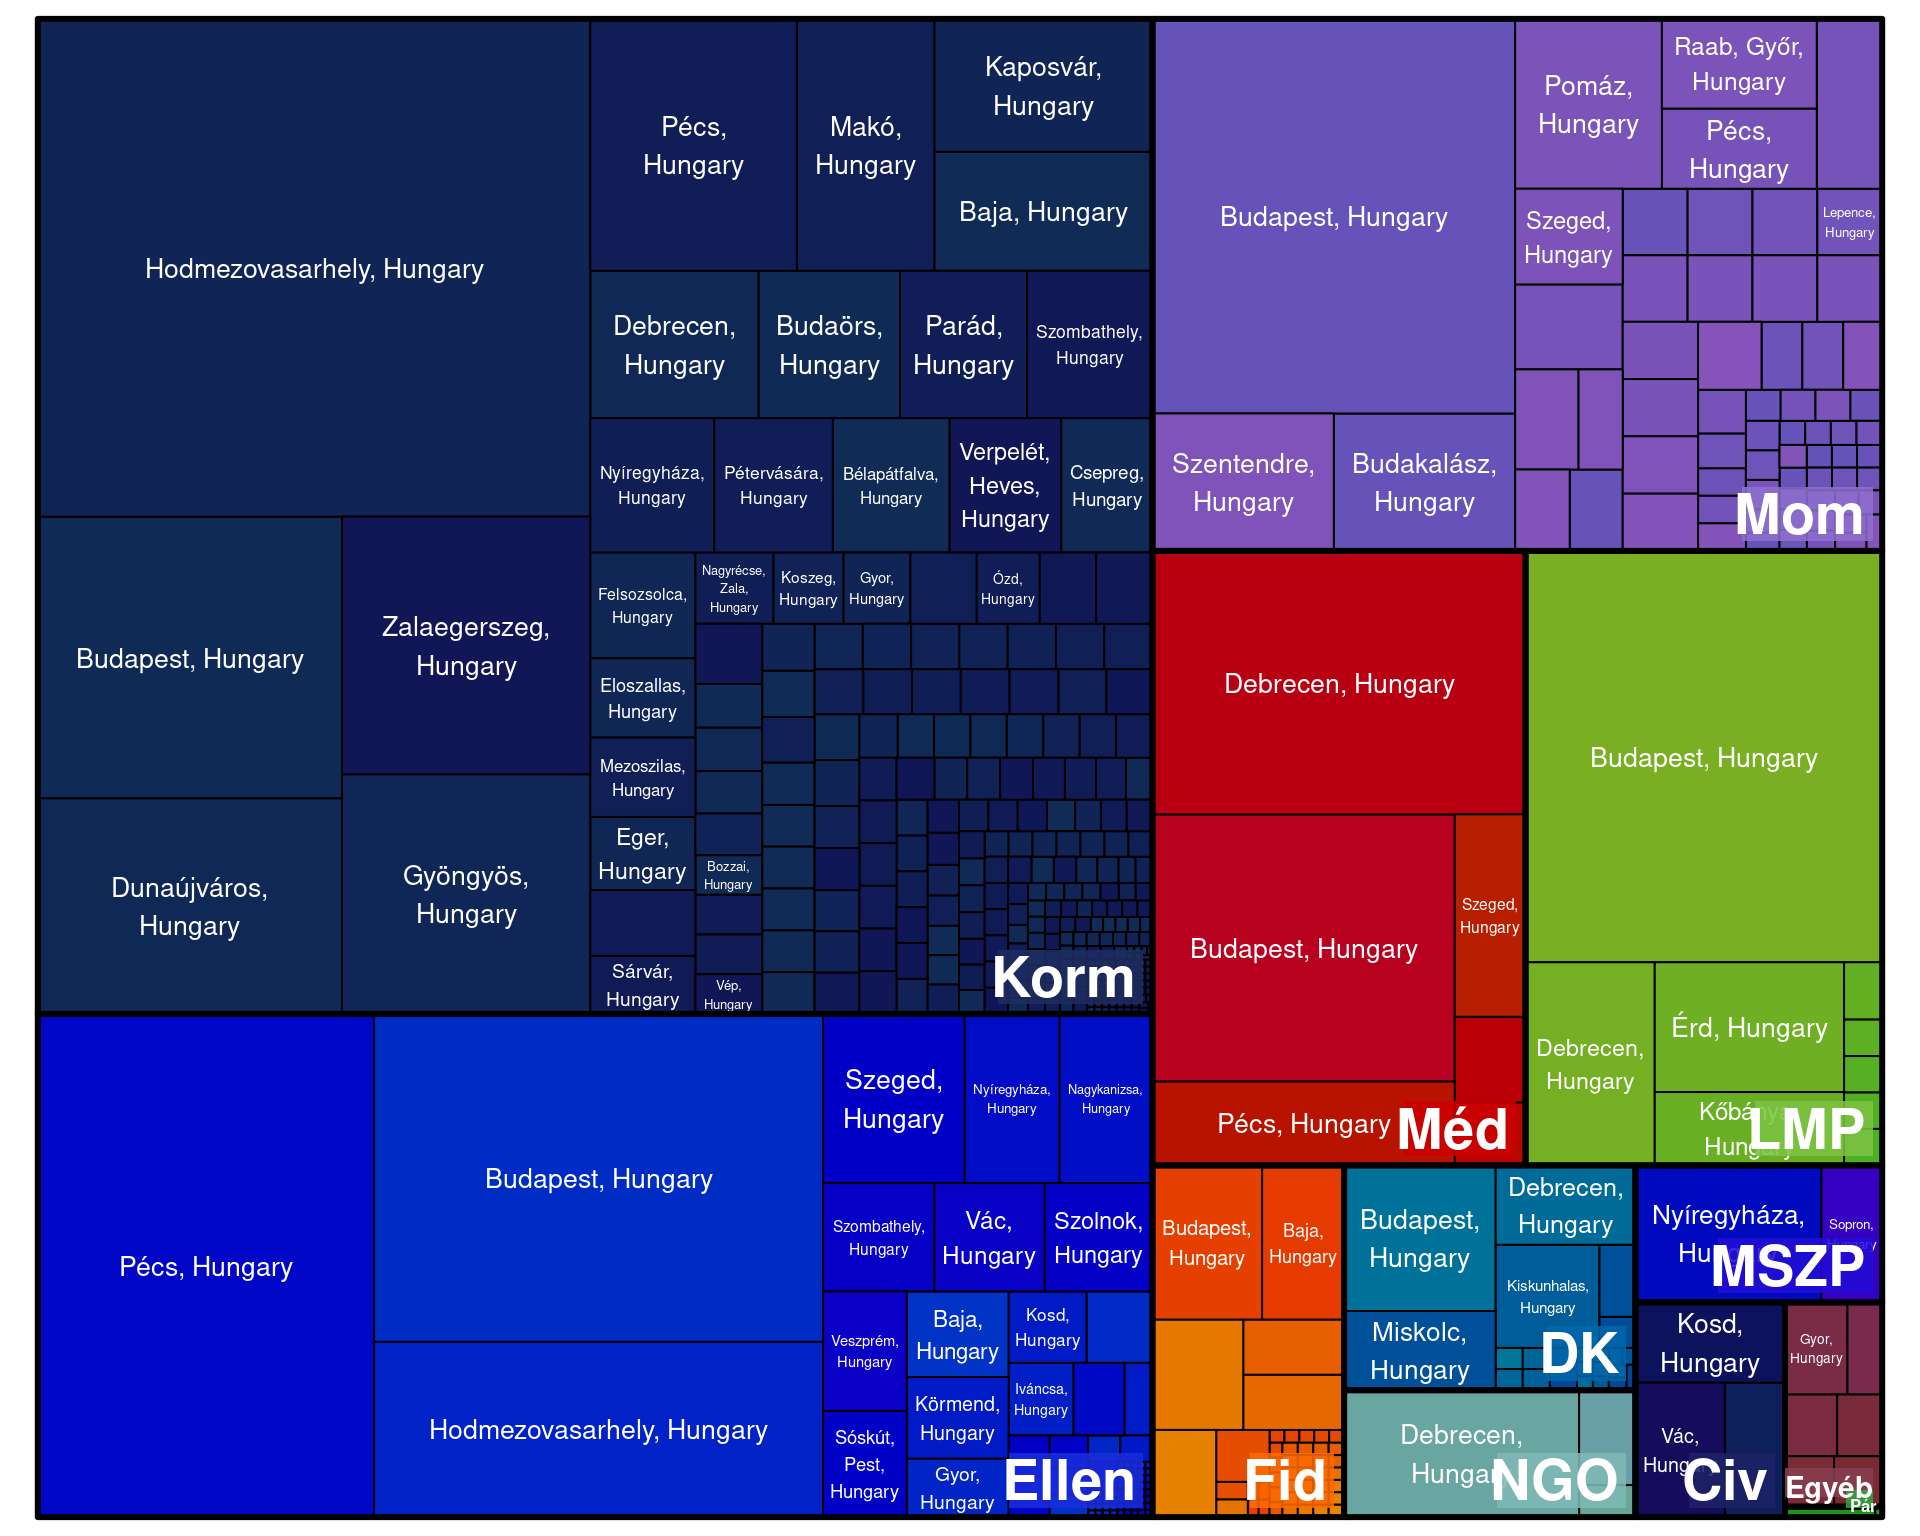 Hodmezovasarhely, Hungary
Budapest, Hungary
Zalaegerszeg,
Hungary
Dunaújváros,
Hungary
Gyöngyös,
Hungary
Pécs,
Hungary
Makó,
Hungary
Kaposvár,
Hungary
Baja, Hungary
Debrecen,
Hungary
Budaörs,
Hungary
Parád,
Hungary
Szombathely,
Hungary
Nyíregyháza,
Hungary
Pétervására,
Hungary
Bélapátfalva,
Hungary
Verpelét,
Heves,
Hungary
Csepreg,
Hungary
Felsozsolca,
Hungary
Nagyrécse,
Zala,
Hungary
Koszeg,
Hungary
Gyor,
Hungary
Ózd,
Hungary
Eloszallas,
Hungary
Mezoszilas,
Hungary
Eger,
Hungary
Bozzai,
Hungary
Sárvár,
Hungary
Vép,
Hungary
Korm
Budapest, Hungary
Pomáz,
Hungary
Raab, Győr,
Hungary
Pécs,
Hungary
Szeged,
Hungary
Lepence,
Hungary
Szentendre,
Hungary
Budakalász,
Hungary
Mom
Debrecen, Hungary
Budapest, Hungary
Szeged,
Hungary
Pécs, Hungary
Méd
Budapest, Hungary
Debrecen,
Hungary
Érd, Hungary
Kőbánya,
Hungary
LMP
Pécs, Hungary
Budapest, Hungary
Hodmezovasarhely, Hungary
Szeged,
Hungary
Nyíregyháza,
Hungary
Nagykanizsa,
Hungary
Szombathely,
Hungary
Vác,
Hungary
Szolnok,
Hungary
Veszprém,
Hungary
Baja,
Hungary
Kosd,
Hungary
Iváncsa,
Hungary
Körmend,
Hungary
Sóskút,
Pest,
Hungary
Gyor,
Hungary
Ellen
Budapest,
Hungary
Baja,
Hungary
Fid
Budapest,
Hungary
Debrecen,
Hungary
Kiskunhalas,
Hungary
Miskolc,
Hungary
DK
Debrecen,
Hungary
NGO
Nyíregyháza,
Hungary
Sopron,
Hungary
MSZP
Kosd,
Hungary
Vác,
Hungary
Civ
Gyor,
Hungary
Egyéb
Pár